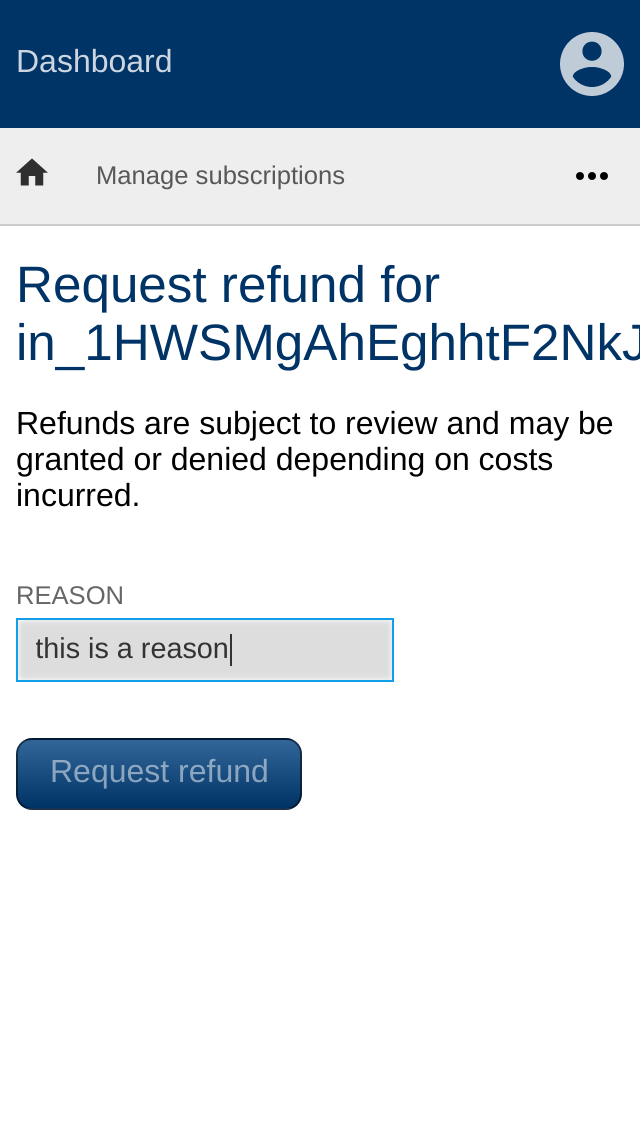 Dashboard
Manage subscriptions
Request refund for
in_1HWSMgAhEghhtF2NkJ
Refunds are subject to review and may be
granted or denied depending on costs
incurred.
REASON
this is a reason
Request refund